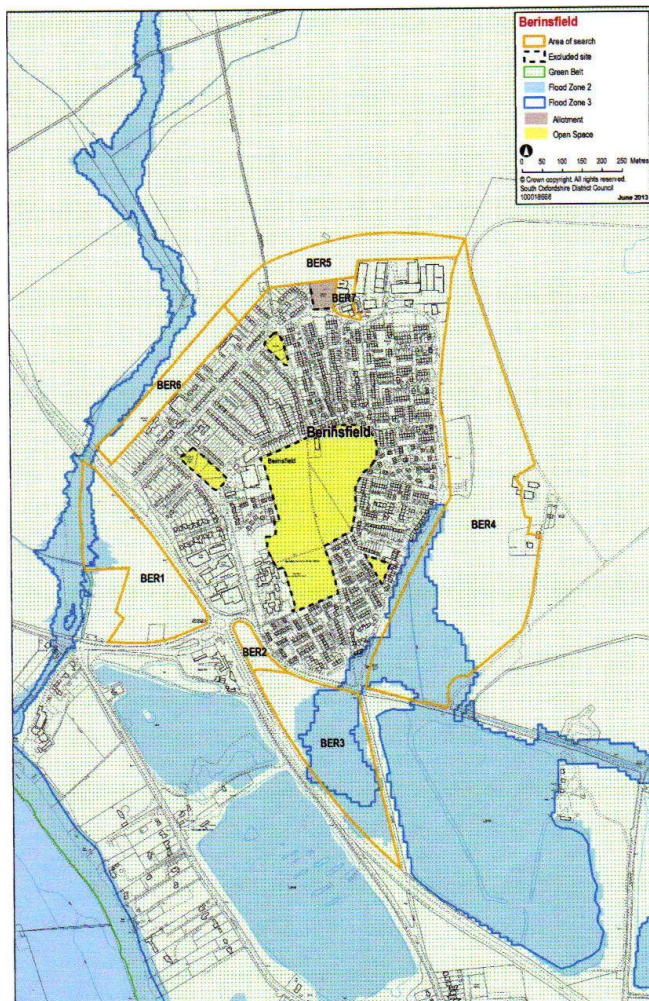 Berinsfield
Area of search
Excluded site
Green Belt
Flood Zone 2
Flood Zone 3
Allotment
Open Space
0 50 100 150 200 250 Metres
© Crown copyright. All rights reserved.
South Oxfordshire District Council
100018668
June 2013
BER5
BER7
BER6
Berinsfield
Berinsfield
BER4
BER1
BER2
BER3